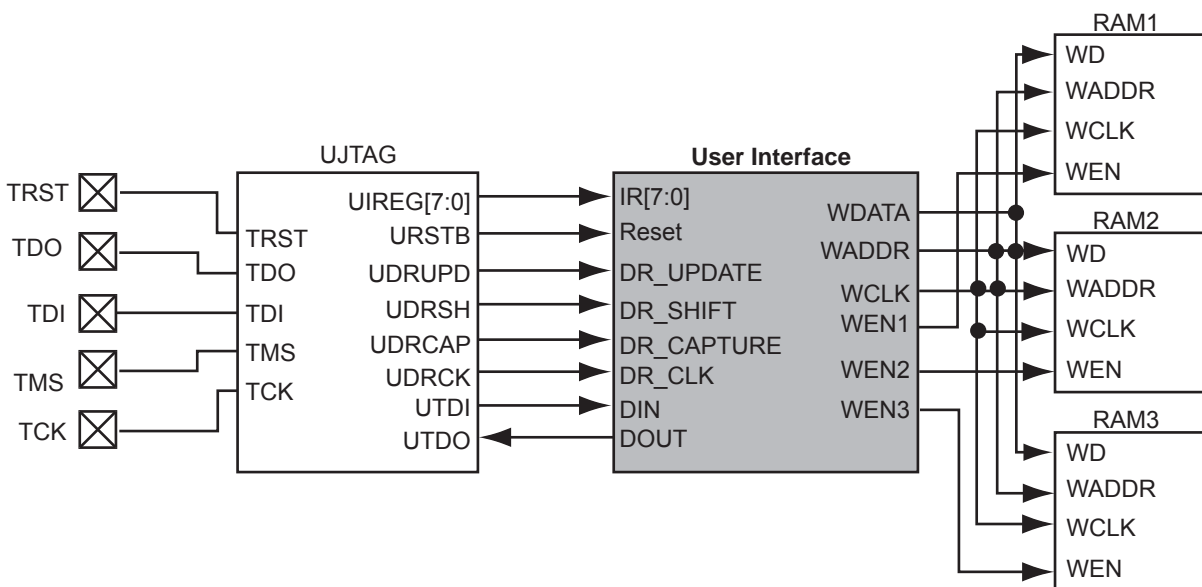 TRST
TDO
TDI
TMS
TCK
UJTAG
TRST
TDO
TDI
TMS
TCK
UIREG[7:0]
URSTB
UDRUPD
UDRSH
UDRCAP
UDRCK
UTDI
UTDO
User Interface
IR[7:0]
Reset
DR_UPDATE
DR_SHIFT
DR_CAPTURE
DR_CLK
DIN
DOUT
WDATA
WADDR
WCLK
WEN1
WEN2
WEN3
RAM1
WD
WADDR
WCLK
WEN
RAM2
WD
WADDR
WCLK
WEN
RAM3
WD
WADDR
WCLK
WEN